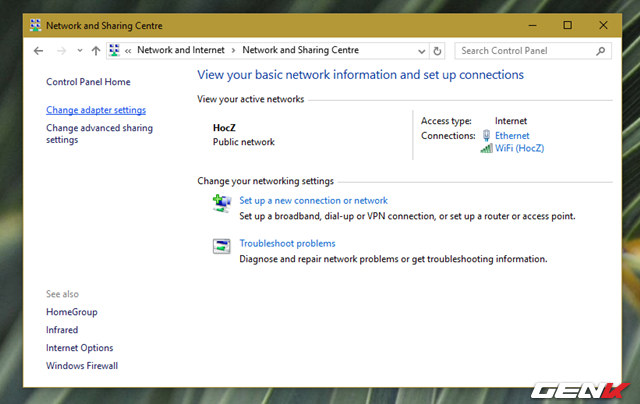 Network and Sharing Centre
« Network and Internet > Network and Sharing Centre
Search Control Panel
Control Panel Home
Change adapter settings
Change advanced sharing
settings
View your basic network information and set up connections
View your active networks
HocZ
Public network
Access type: Internet
Connections: Ethernet
WiFi (HocZ)
Change your networking settings
Set up a new connection or network
Set up a broadband, dial-up or VPN connection, or set up a router or access point.
Troubleshoot problems
Diagnose and repair network problems or get troubleshooting information.
See also
HomeGroup
Infrared
Internet Options
Windows Firewall
GENK